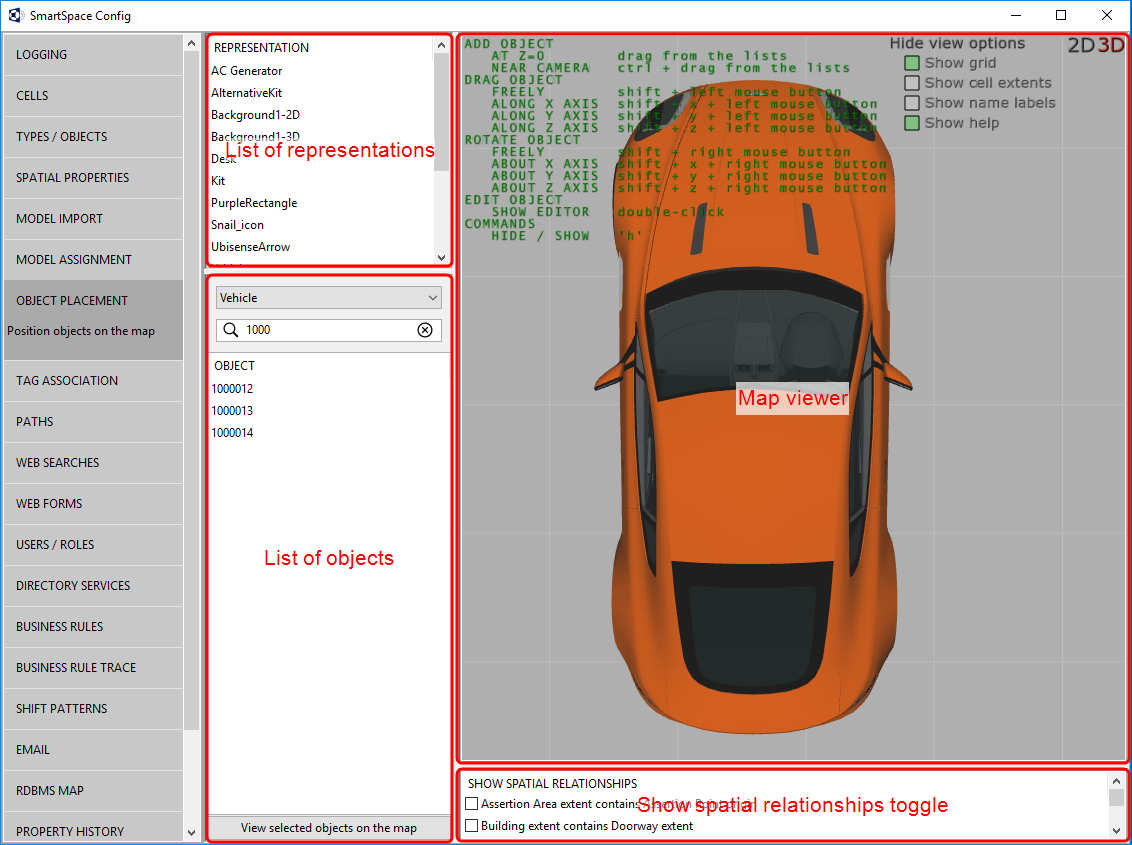 SmartSpace Config
LOGGING
CELLS
TYPES / OBJECTS
SPATIAL PROPERTIES
MODEL IMPORT
MODEL ASSIGNMENT
OBJECT PLACEMENT
Position objects on the map
TAG ASSOCIATION
PATHS
WEB SEARCHES
WEB FORMS
USERS / ROLES
DIRECTORY SERVICES
BUSINESS RULES
BUSINESS RULE TRACE
SHIFT PATTERNS
EMAIL
RDBMS MAP
PROPERTY HISTORY
REPRESENTATION
AC Generator
AlternativeKit
Background1-2D
Background1-3D
List of representations
Desk
Kit
PurpleRectangle
Snail_icon
UbisenseArrow
Vehicle
1000
OBJECT
1000012
1000013
1000014
List of objects
View selected objects on the map
ADD OBJECT
AT Z=0 drag from the lists
NEAR CAMERA ctrl + drag from the lists
DRAG OBJECT
FREELY shift + left mouse button
ALONG X AXIS shift + x + left mouse button
ALONG Y AXIS shift + y + left mouse button
ALONG Z AXIS shift + z + left mouse button
ROTATE OBJECT
FREELY shift + right mouse button
ABOUT X AXIS shift + x + right mouse button
ABOUT Y AXIS shift + y + right mouse button
ABOUT Z AXIS shift + z + right mouse button
EDIT OBJECT
SHOW EDITOR double-click
COMMANDS
HIDE / SHOW 'h'
Hide view options
2D 3D
Show grid
Show cell extents
Show name labels
Show help
Map viewer
SHOW SPATIAL RELATIONSHIPS
Assertion Area extent contains
Show spatial relationships toggle
Building extent contains Doorway extent